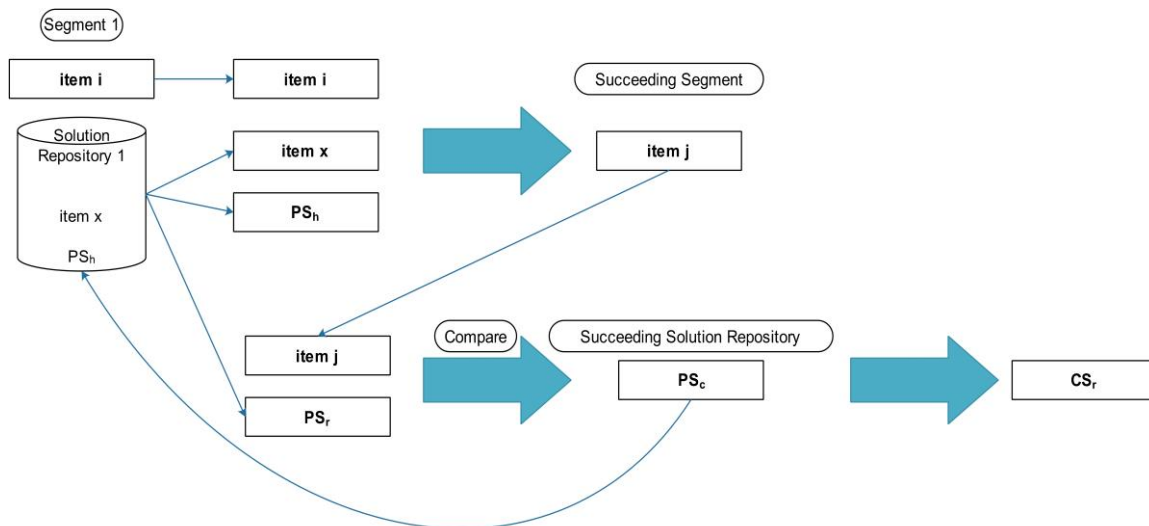 Segment 1
item i
item i
Succeeding Segment
Solution
Repository 1
item x
PSh
item x
PSh
item j
item j
PSr
Compare
Succeeding Solution Repository
PSc
CSr